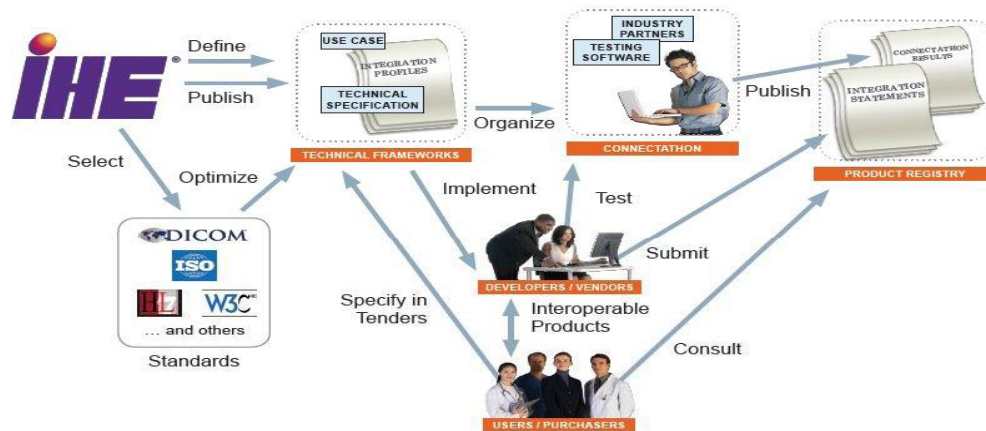 IHE®
Define
Publish
USE CASE
INTEGRATION
PROFILES
TECHNICAL
SPECIFICATION
TECHNICAL FRAMEWORKS
Organize
INDUSTRY
PARTNERS
TESTING
SOFTWARE
CONNECTATHON
Publish
CONNECTATHON
RESULTS
INTEGRATION
STATEMENTS
PRODUCT REGISTRY
Select
Optimize
Implement
Test
Submit
DICOM
ISO
HL7
W3C
... and others
Standards
DEVELOPERS / VENDORS
Specify in
Tenders
Interoperable
Products
Consult
USERS / PURCHASERS